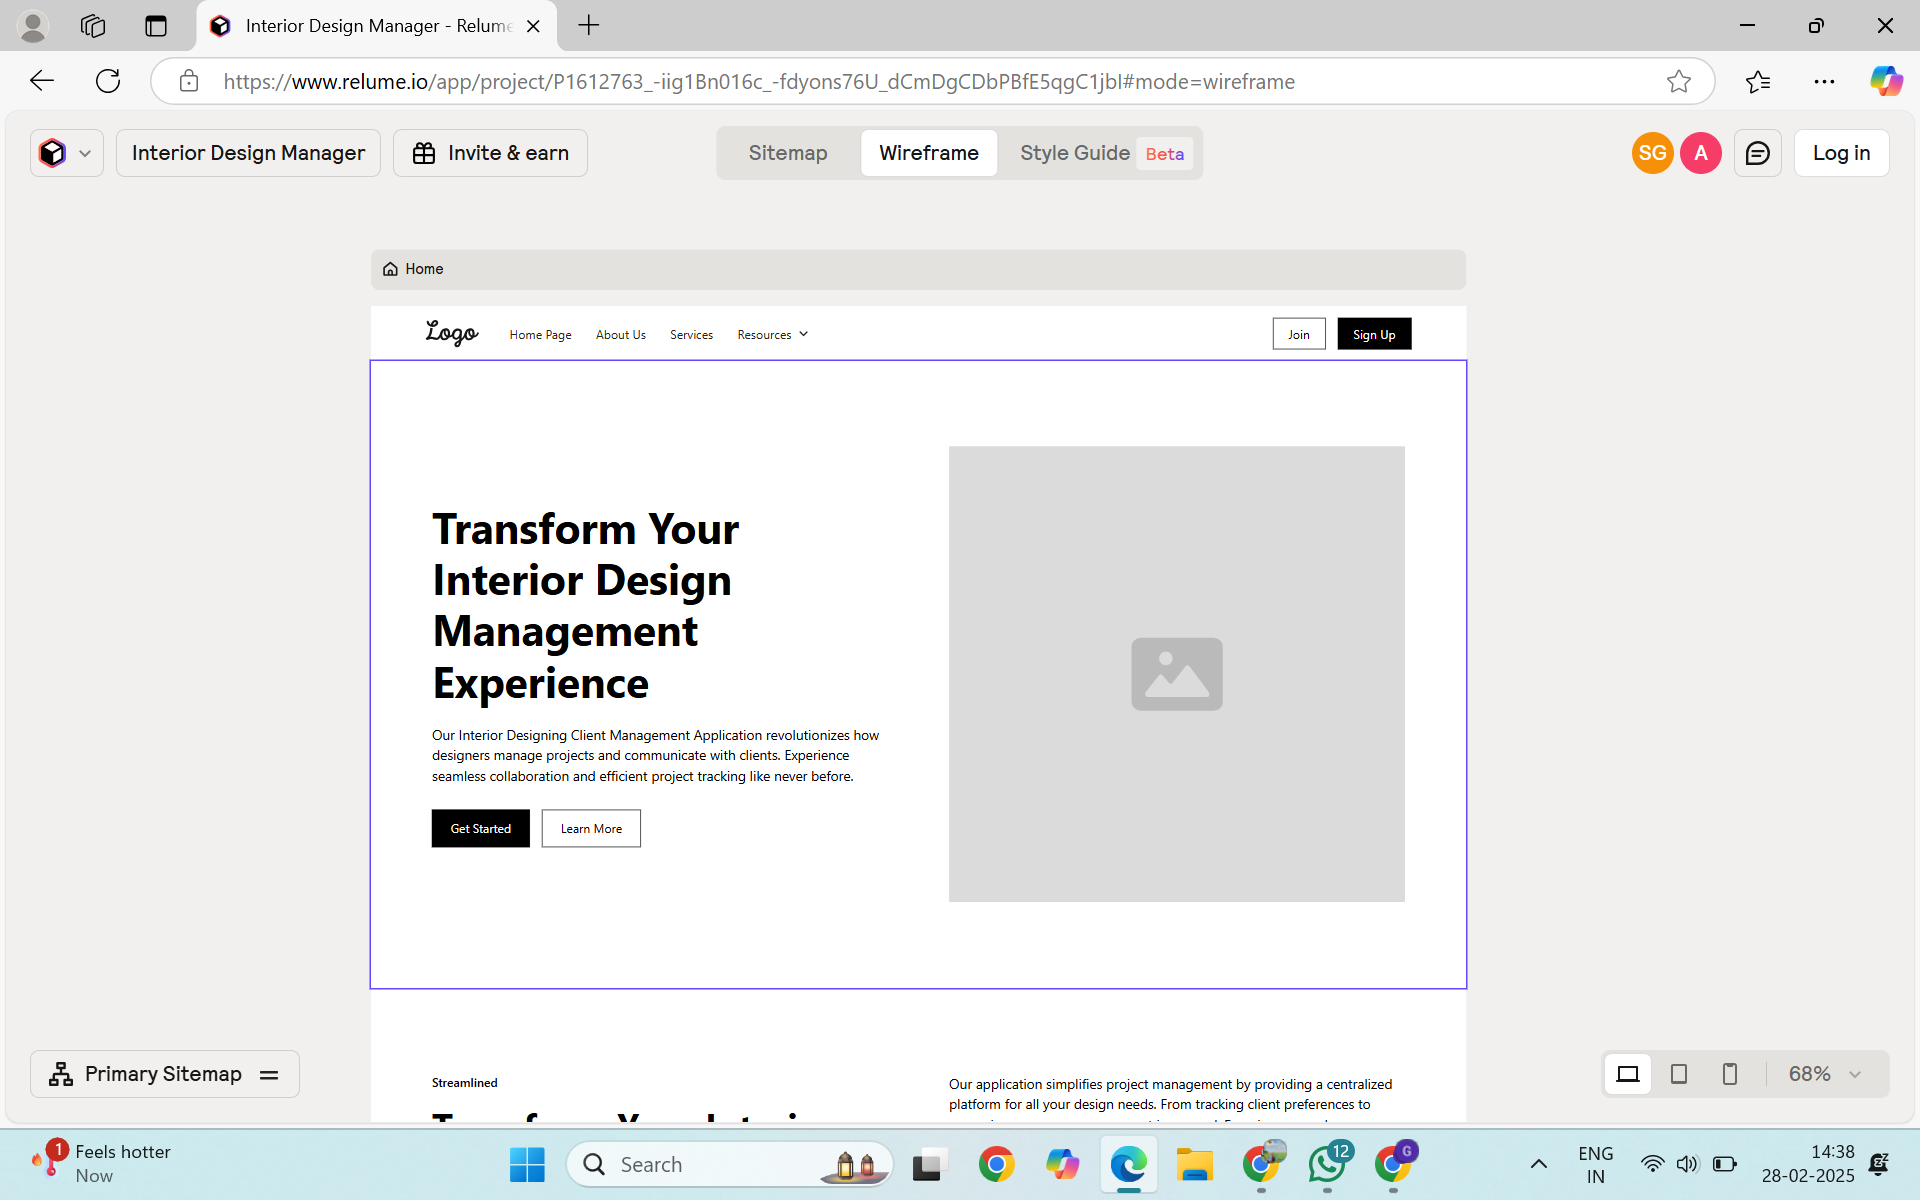 Interior Design Manager - Relume
https://www.relume.io/app/project/P1612763_-iig1Bn016c_-fdyons76U_dCmDgCDbPBfE5qgC1jbI#mode=wireframe
Interior Design Manager
Invite & earn
Sitemap
Wireframe
Style Guide
Beta
SG
A
Log in
Home
Logo
Home Page
About Us
Services
Resources
Join
Sign Up
Transform Your
Interior Design
Management
Experience
Our Interior Designing Client Management Application revolutionizes how
designers manage projects and communicate with clients. Experience
seamless collaboration and efficient project tracking like never before.
Get Started
Learn More
Streamlined
Our application simplifies project management by providing a centralized
platform for all your design needs. From tracking client preferences to
Primary Sitemap
68%
1
Feels hotter
Now
Search
12
G
ENG
IN
14:38
28-02-2025